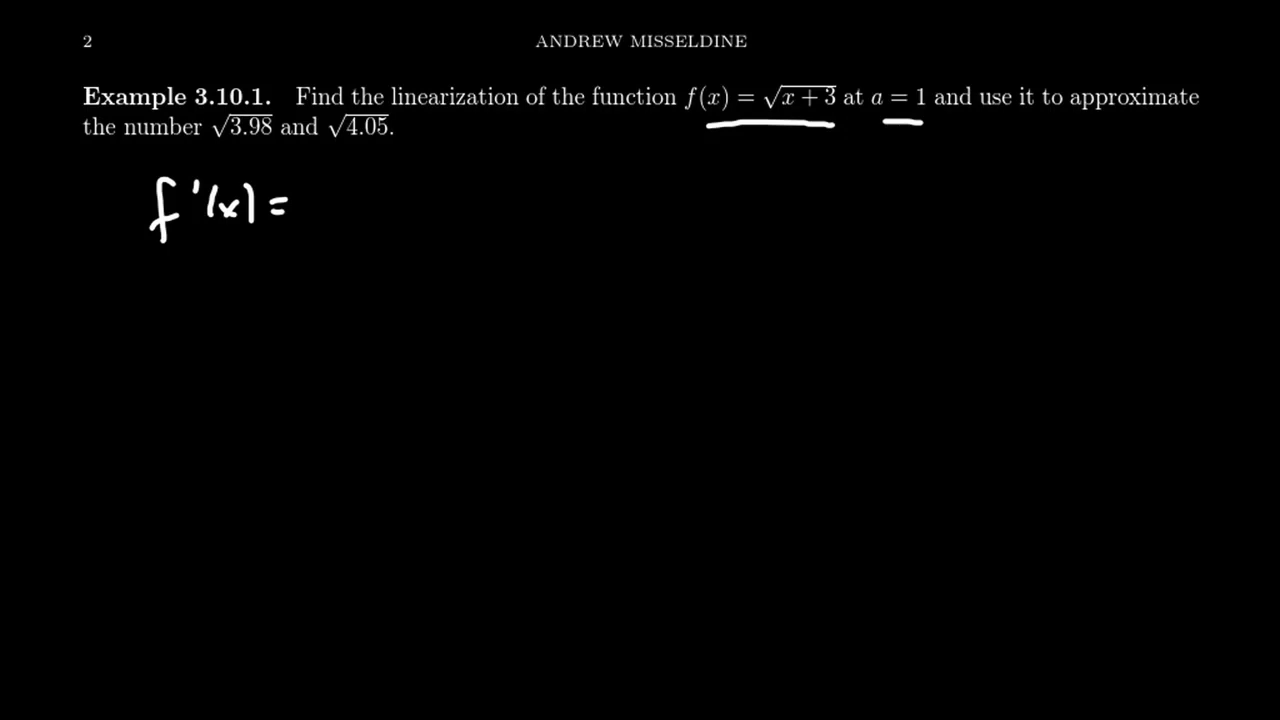 2
ANDREW MISSELDINE
Example 3.10.1. Find the linearization of the function f(x) = √(x + 3) at a = 1 and use it to approximate
the number √3.98 and √4.05.
f'(x) =